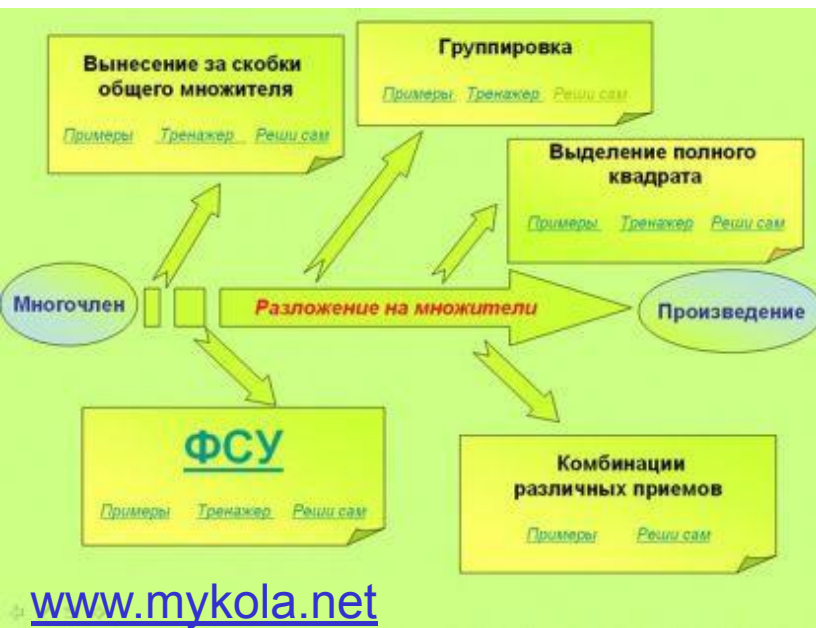 Вынесение за скобки
общего множителя
Примеры Тренажер Реши сам
Группировка
Примеры Тренажер Реши сам
Выделение полного
квадрата
Примеры Тренажер Реши сам
Многочлен
Разложение на множители
Произведение
ФСУ
Примеры Тренажер Реши сам
Комбинации
различных приемов
Примеры Реши сам
www.mykola.net